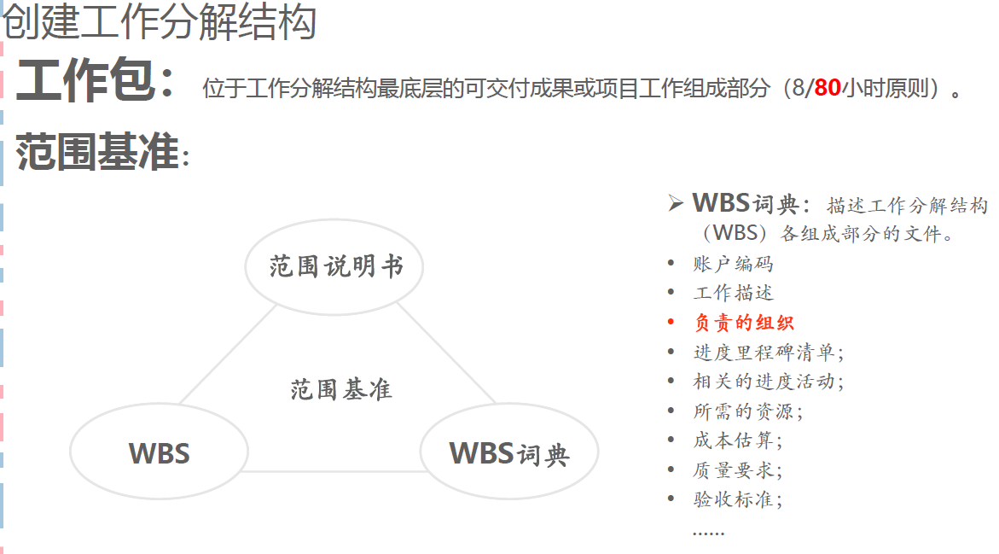 创建工作分解结构
工作包： 位于工作分解结构最底层的可交付成果或项目工作组成部分（8/80小时原则）。
范围基准：
范围说明书
范围基准
WBS
WBS词典
➢ WBS词典： 描述工作分解结构
（WBS）各组成部分的文件。
• 账户编码
• 工作描述
• 负责的组织
• 进度里程碑清单；
• 相关的进度活动；
• 所需的资源；
• 成本估算；
• 质量要求；
• 验收标准；
......